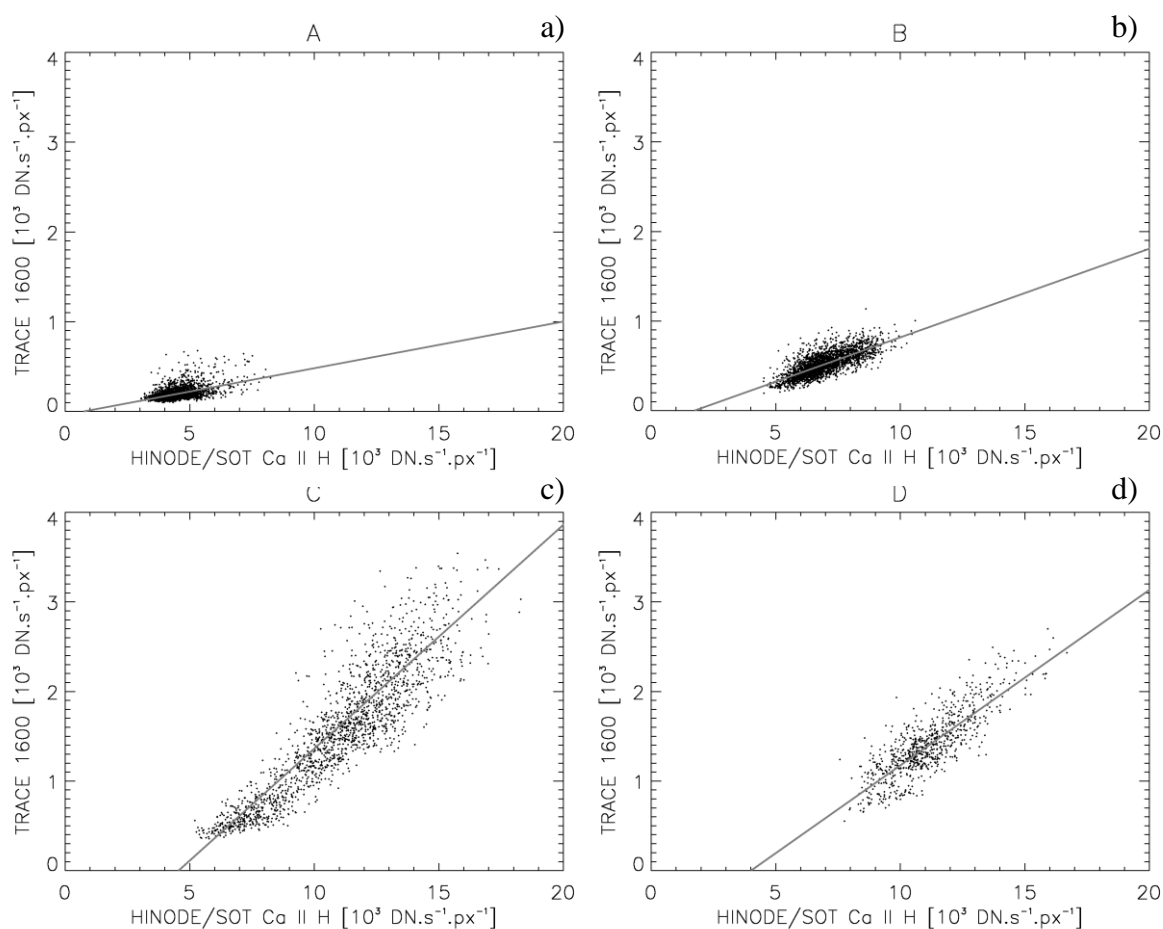 A
a)
4
3
2
1
0
TRACE 1600 [10³ DN.s⁻¹.px⁻¹]
0 5 10 15 20
HINODE/SOT Ca II H [10³ DN.s⁻¹.px⁻¹]
B
b)
4
3
2
1
0
TRACE 1600 [10³ DN.s⁻¹.px⁻¹]
0 5 10 15 20
HINODE/SOT Ca II H [10³ DN.s⁻¹.px⁻¹]
C
c)
4
3
2
1
0
TRACE 1600 [10³ DN.s⁻¹.px⁻¹]
0 5 10 15 20
HINODE/SOT Ca II H [10³ DN.s⁻¹.px⁻¹]
D
d)
4
3
2
1
0
TRACE 1600 [10³ DN.s⁻¹.px⁻¹]
0 5 10 15 20
HINODE/SOT Ca II H [10³ DN.s⁻¹.px⁻¹]